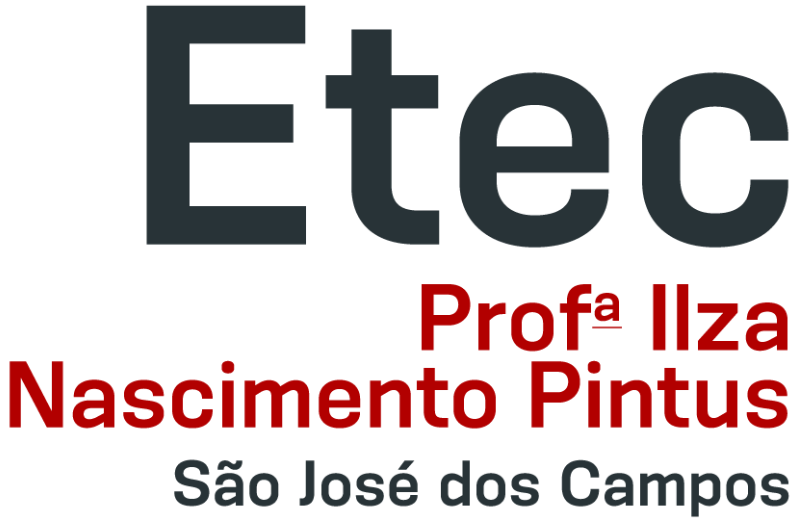 Etec
Profª Ilza
Nascimento Pintus
São José dos Campos